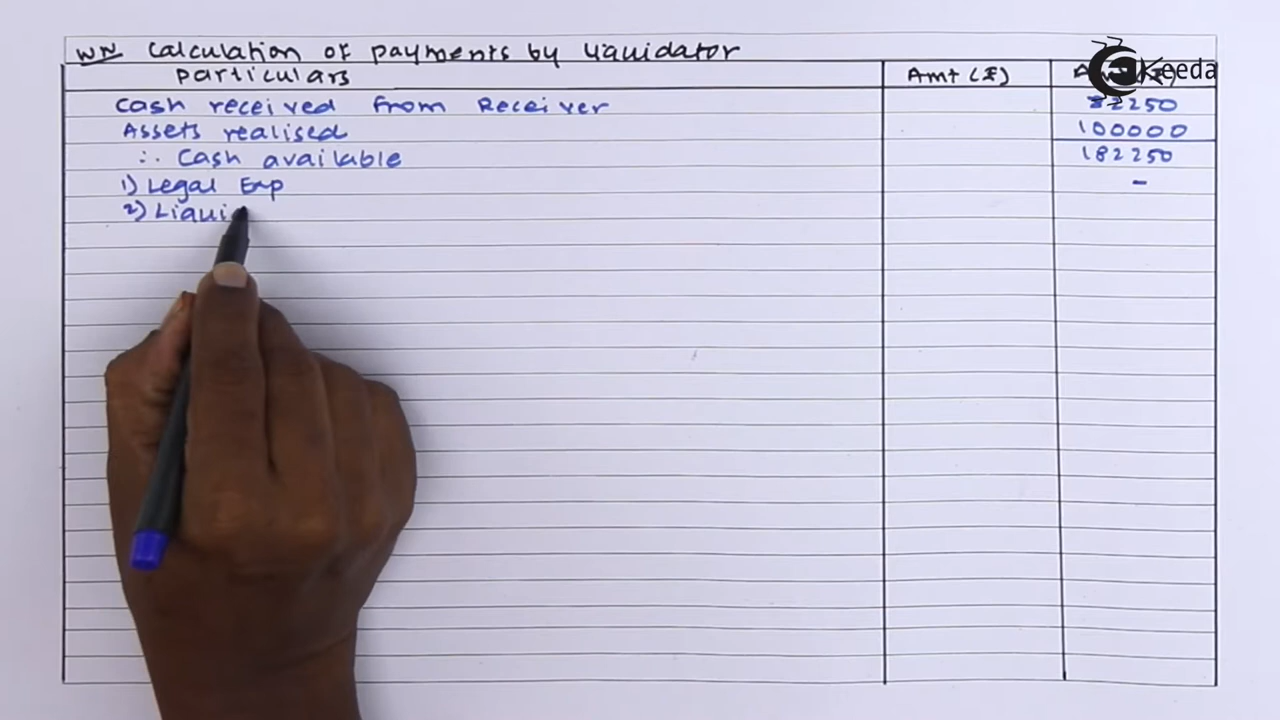 WN Calculation of payments by Liquidator
particulars Amt (₹)
Keeda
Cash received from Receiver 82250
Assets realised 100000
∴ Cash available 182250
1) Legal Exp -
2) Liqui